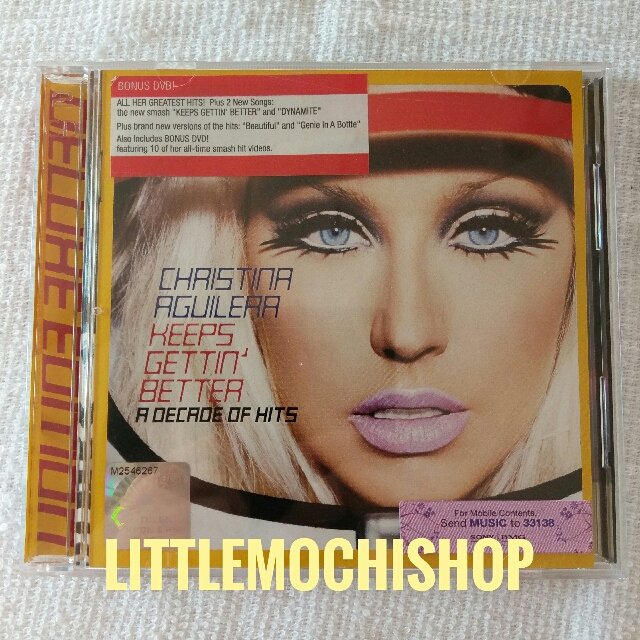 BONUS DVD!
ALL HER GREATEST HITS! Plus 2 New Songs:
the new smash "KEEPS GETTIN' BETTER" and "DYNAMITE"
Plus brand new versions of the hits: "Beautiful" and "Genie In A Bottle"
Also Includes BONUS DVD!
featuring 10 of her all-time smash hit videos.
DELUXE EDITION
CHRISTINA
AGUILERA
KEEPS
GETTIN'
BETTER
A DECADE OF HITS
M2545267
For Mobile Contents,
Send MUSIC to 33138
SONY BMG
LITTLEMOCHISHOP